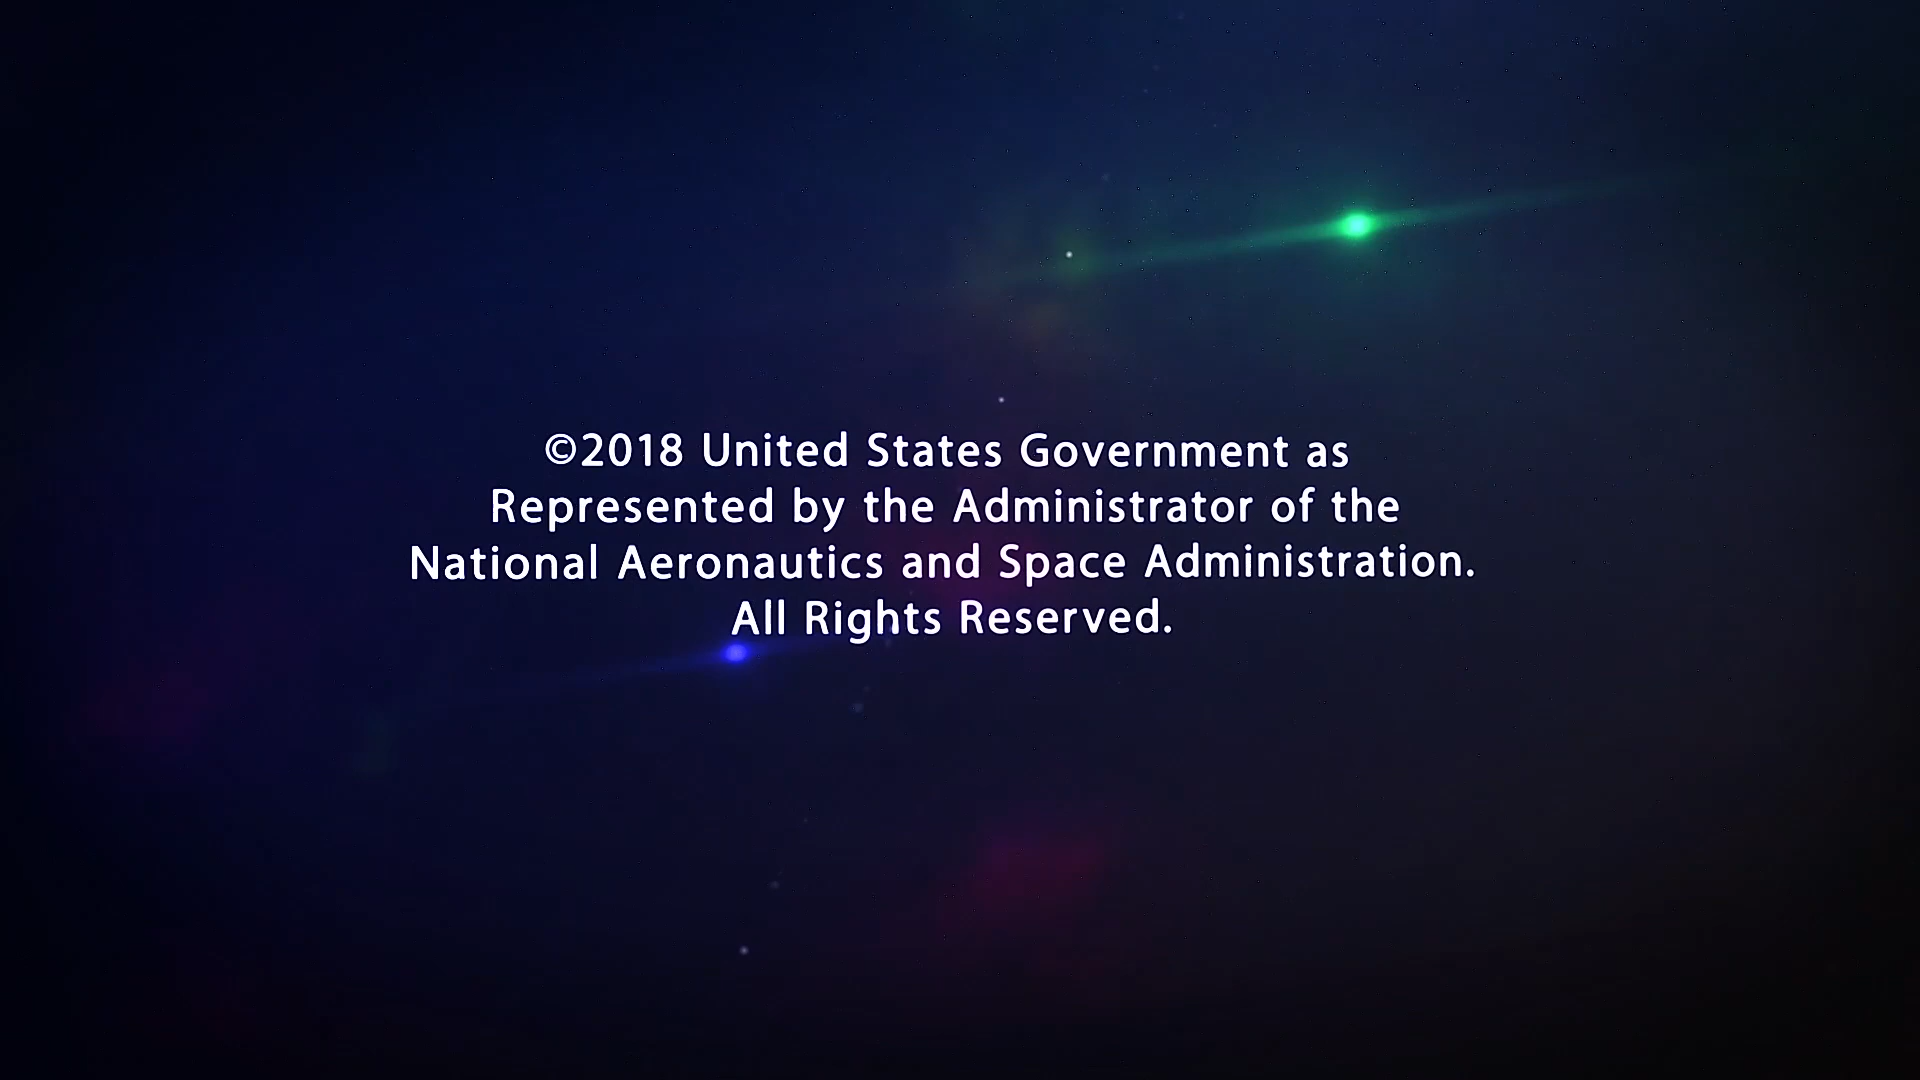 ©2018 United States Government as
Represented by the Administrator of the
National Aeronautics and Space Administration.
All Rights Reserved.